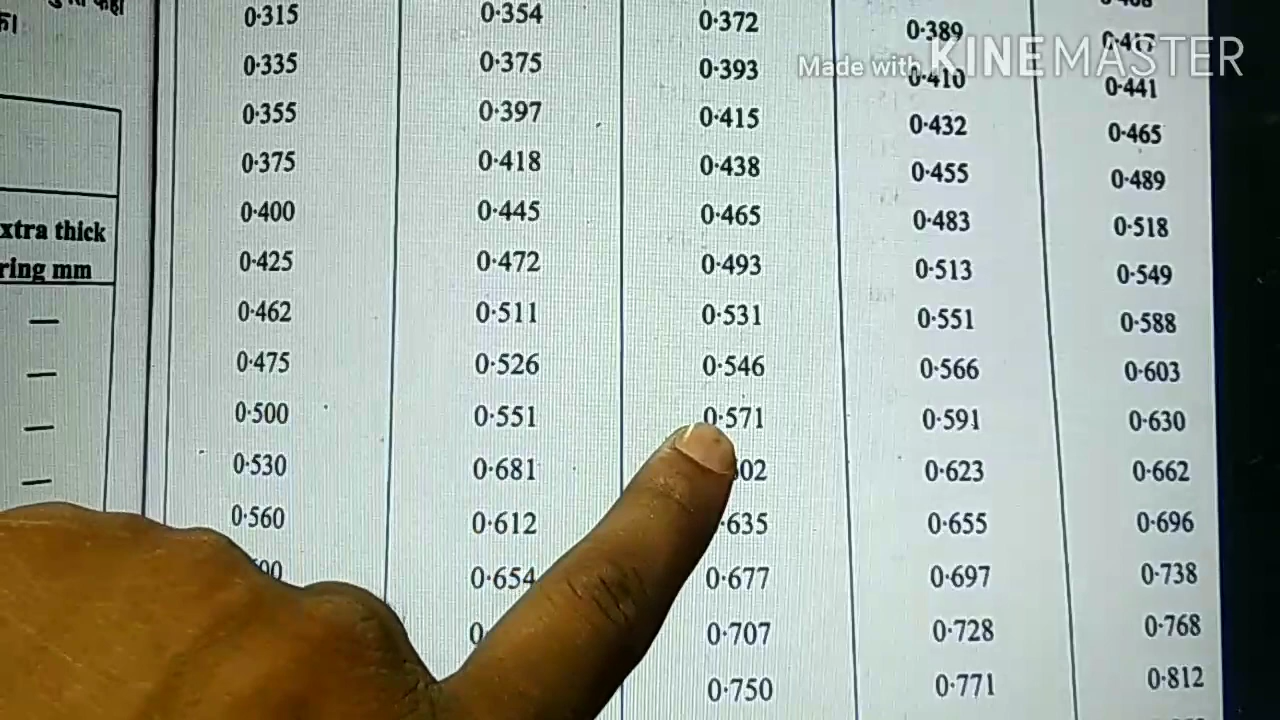 Made with KINEMASTER
0·315 0·354 0·372 0·389 0·417
0·335 0·375 0·393 0·410 0·441
0·355 0·397 0·415 0·432 0·465
0·375 0·418 0·438 0·455 0·489
0·400 0·445 0·465 0·483 0·518
0·425 0·472 0·493 0·513 0·549
0·462 0·511 0·531 0·551 0·588
0·475 0·526 0·546 0·566 0·603
0·500 0·551 0·571 0·591 0·630
0·530 0·681 02 0·623 0·662
0·560 0·612 ·635 0·655 0·696
00 0·654 0·677 0·697 0·738
0· 0·707 0·728 0·768
0·750 0·771 0·812
xtra thick
ring mm
—
—
—
—